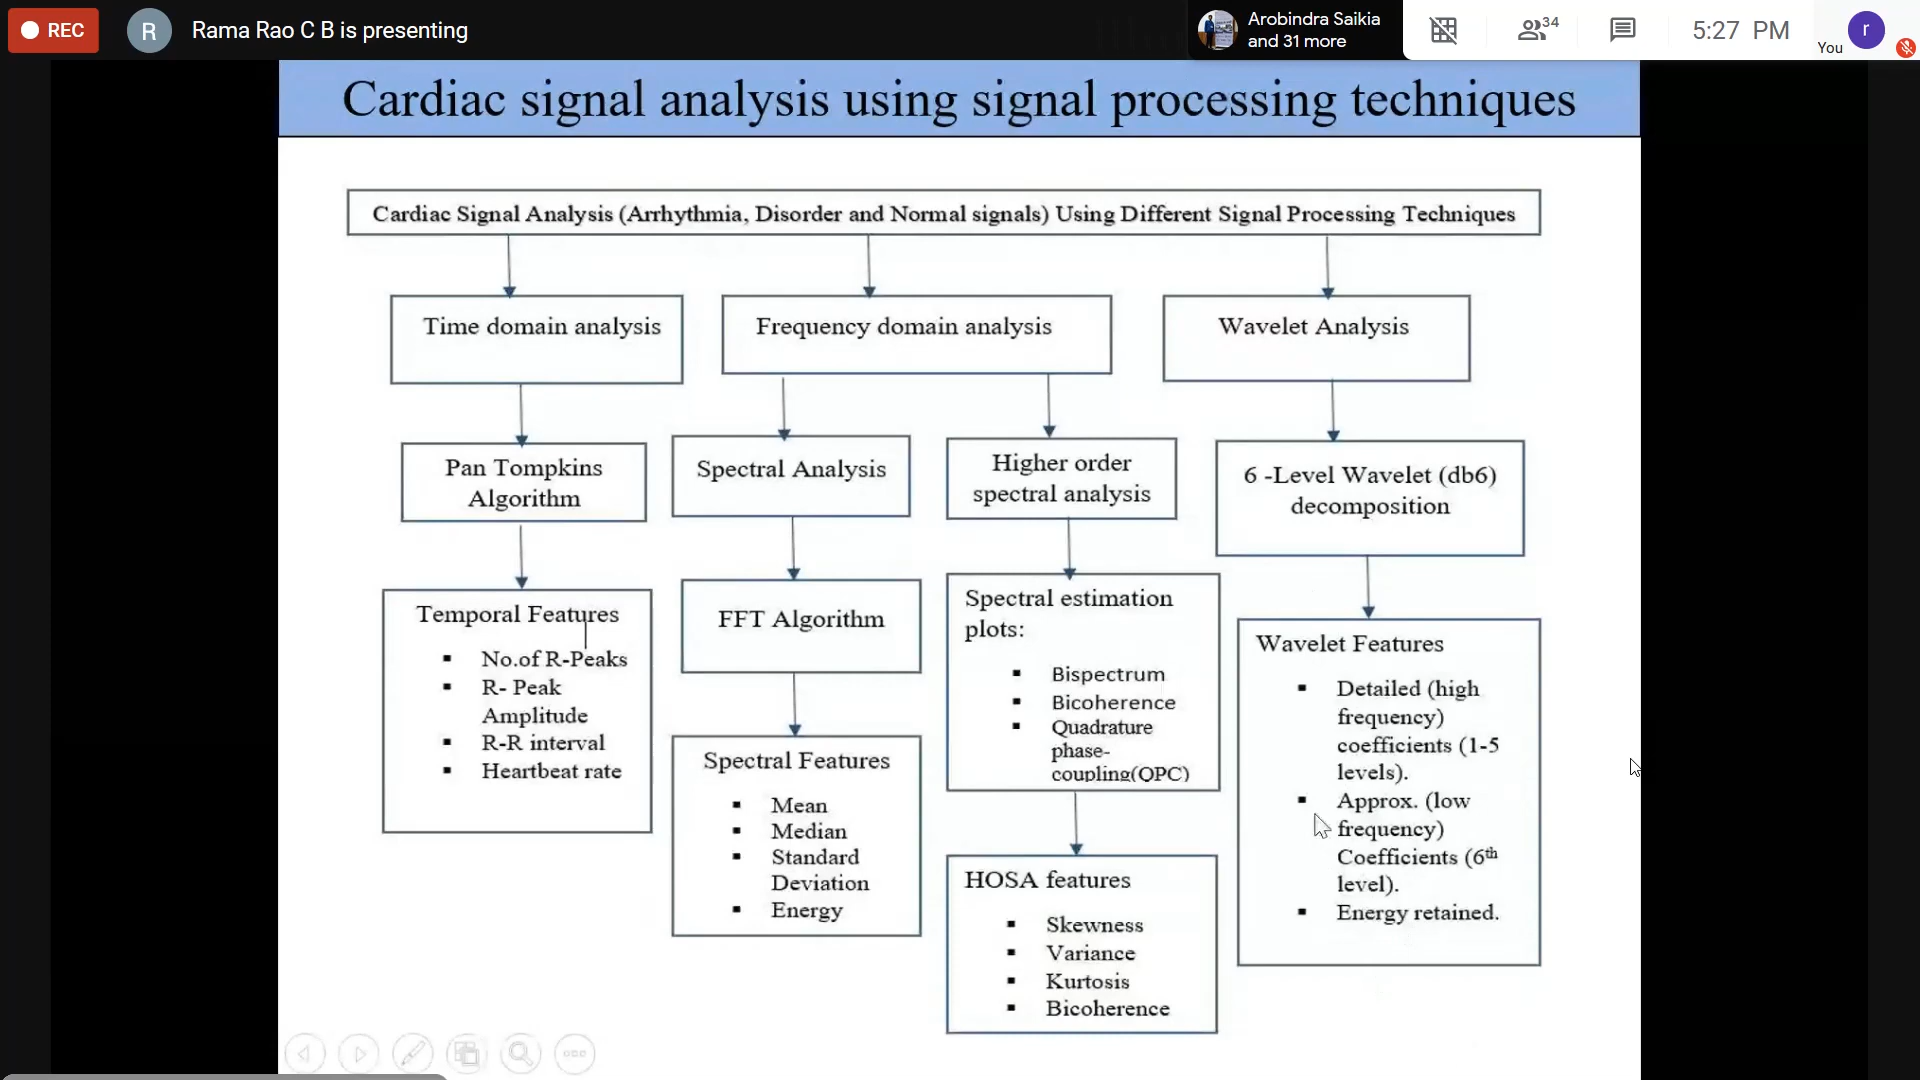 REC
R
Rama Rao C B is presenting
Arobindra Saikia
and 31 more
34
5:27 PM
You
r
Cardiac signal analysis using signal processing techniques
Cardiac Signal Analysis (Arrhythmia, Disorder and Normal signals) Using Different Signal Processing Techniques
Time domain analysis
Frequency domain analysis
Wavelet Analysis
Pan Tompkins
Algorithm
Spectral Analysis
Higher order
spectral analysis
6 -Level Wavelet (db6)
decomposition
Temporal Features
▪ No.of R-Peaks
▪ R- Peak
Amplitude
▪ R-R interval
▪ Heartbeat rate
FFT Algorithm
Spectral Features
▪ Mean
▪ Median
▪ Standard
Deviation
▪ Energy
Spectral estimation
plots:
▪ Bispectrum
▪ Bicoherence
▪ Quadrature
phase-
coupling(QPC)
HOSA features
▪ Skewness
▪ Variance
▪ Kurtosis
▪ Bicoherence
Wavelet Features
▪ Detailed (high
frequency)
coefficients (1-5
levels).
▪ Approx. (low
frequency)
Coefficients (6th
level).
▪ Energy retained.